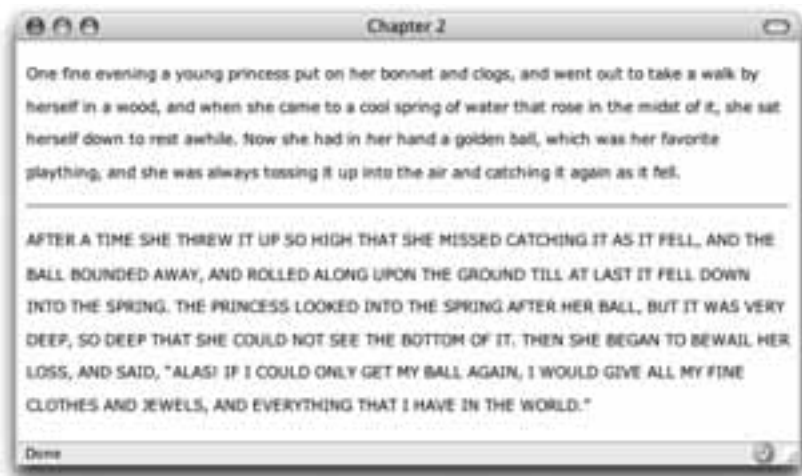 Chapter 2
One fine evening a young princess put on her bonnet and clogs, and went out to take a walk by
herself in a wood, and when she came to a cool spring of water that rose in the midst of it, she sat
herself down to rest awhile. Now she had in her hand a golden ball, which was her favorite
plaything, and she was always tossing it up into the air and catching it again as it fell.
AFTER A TIME SHE THREW IT UP SO HIGH THAT SHE MISSED CATCHING IT AS IT FELL, AND THE
BALL BOUNDED AWAY, AND ROLLED ALONG UPON THE GROUND TILL AT LAST IT FELL DOWN
INTO THE SPRING. THE PRINCESS LOOKED INTO THE SPRING AFTER HER BALL, BUT IT WAS VERY
DEEP, SO DEEP THAT SHE COULD NOT SEE THE BOTTOM OF IT. THEN SHE BEGAN TO BEWAIL HER
LOSS, AND SAID, "ALAS! IF I COULD ONLY GET MY BALL AGAIN, I WOULD GIVE ALL MY FINE
CLOTHES AND JEWELS, AND EVERYTHING THAT I HAVE IN THE WORLD."
Done